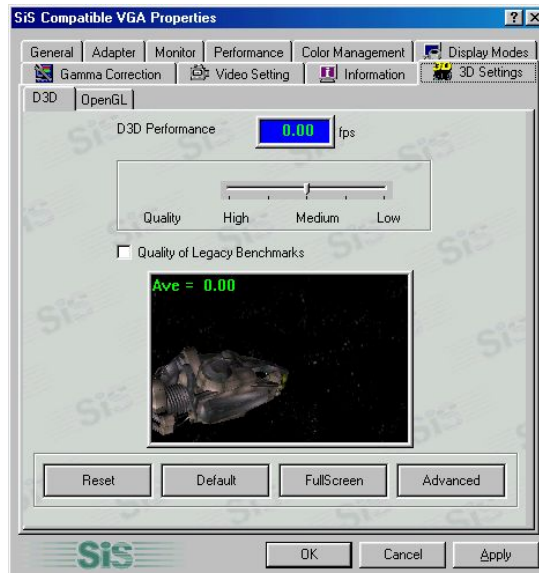 SiS Compatible VGA Properties
General Adapter Monitor Performance Color Management Display Modes
Gamma Correction Video Setting Information 3D Settings
D3D OpenGL
D3D Performance 0.00 fps
Quality High Medium Low
Quality of Legacy Benchmarks
Ave = 0.00
Reset Default FullScreen Advanced
SiS OK Cancel Apply